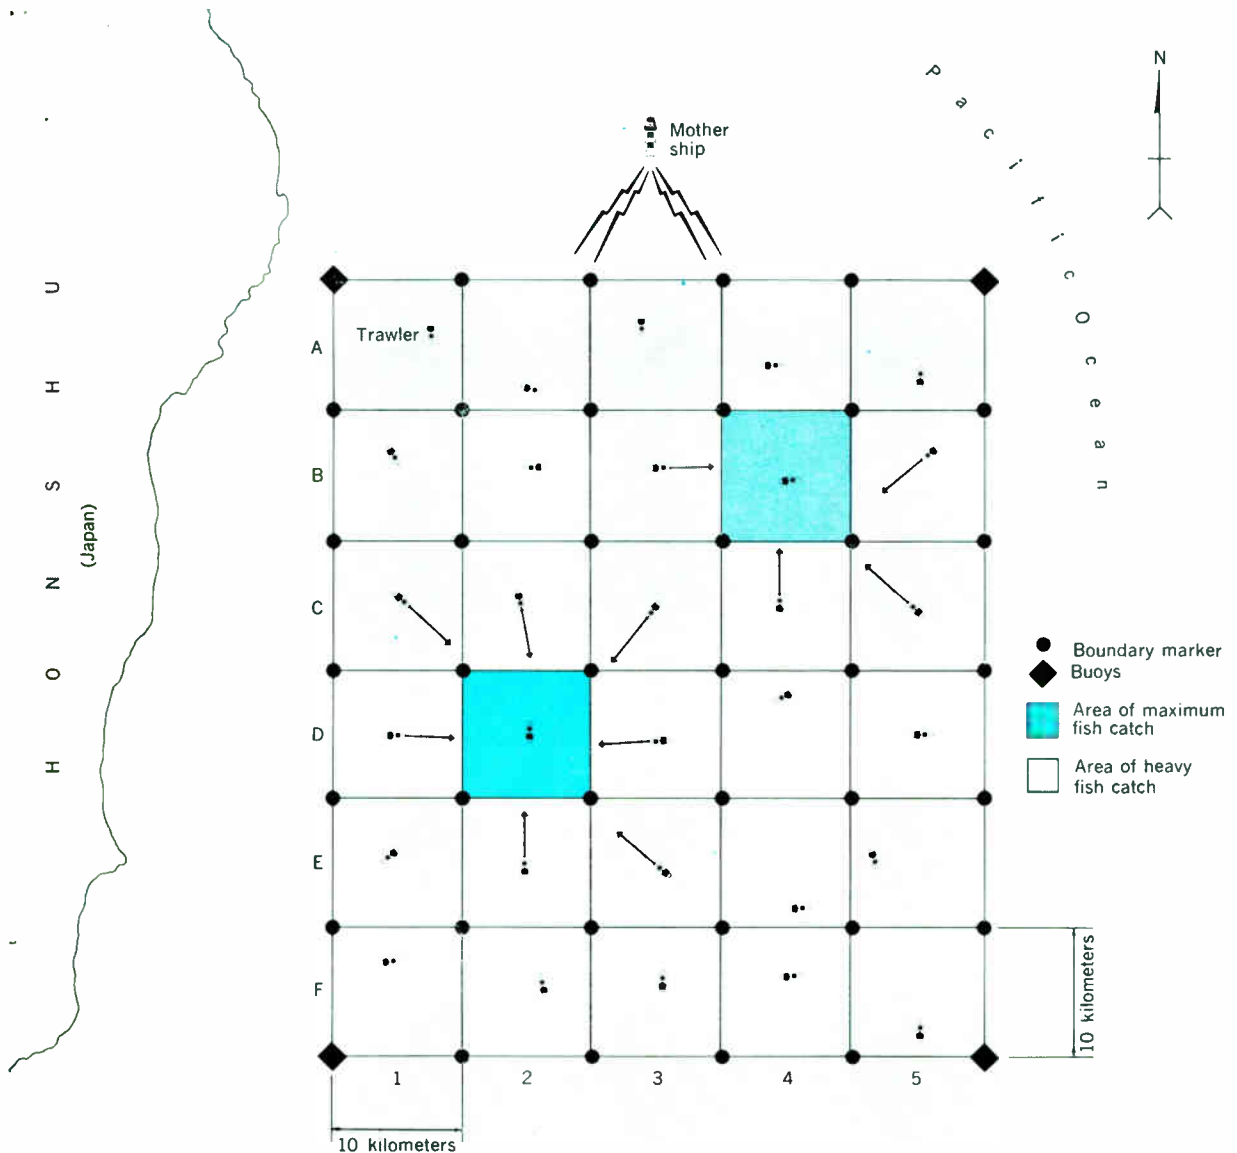 N
Pacific Ocean
Mother
ship
HONSHU
(Japan)
Trawler
A
B
C
D
E
F
1 2 3 4 5
10 kilometers
10 kilometers
Boundary marker
Buoys
Area of maximum
fish catch
Area of heavy
fish catch